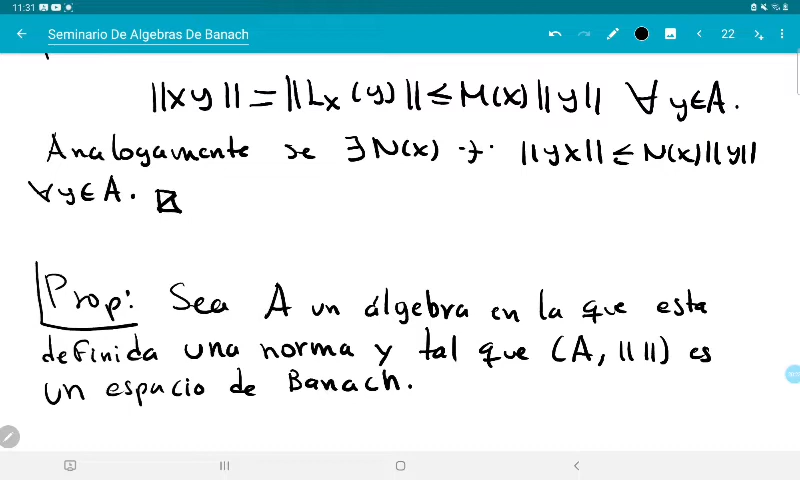 11:31
Seminario De Algebras De Banach
22
||xy|| = ||Lx(y)|| ≤ M(x)||y|| ∀ y∈A.
Analogamente se ∃ N(x) ∋ ||yx|| ≤ N(x)||y||
∀y∈A.
Prop: Sea A un álgebra en la que esta
definida una norma y tal que (A, || ||) es
un espacio de Banach.